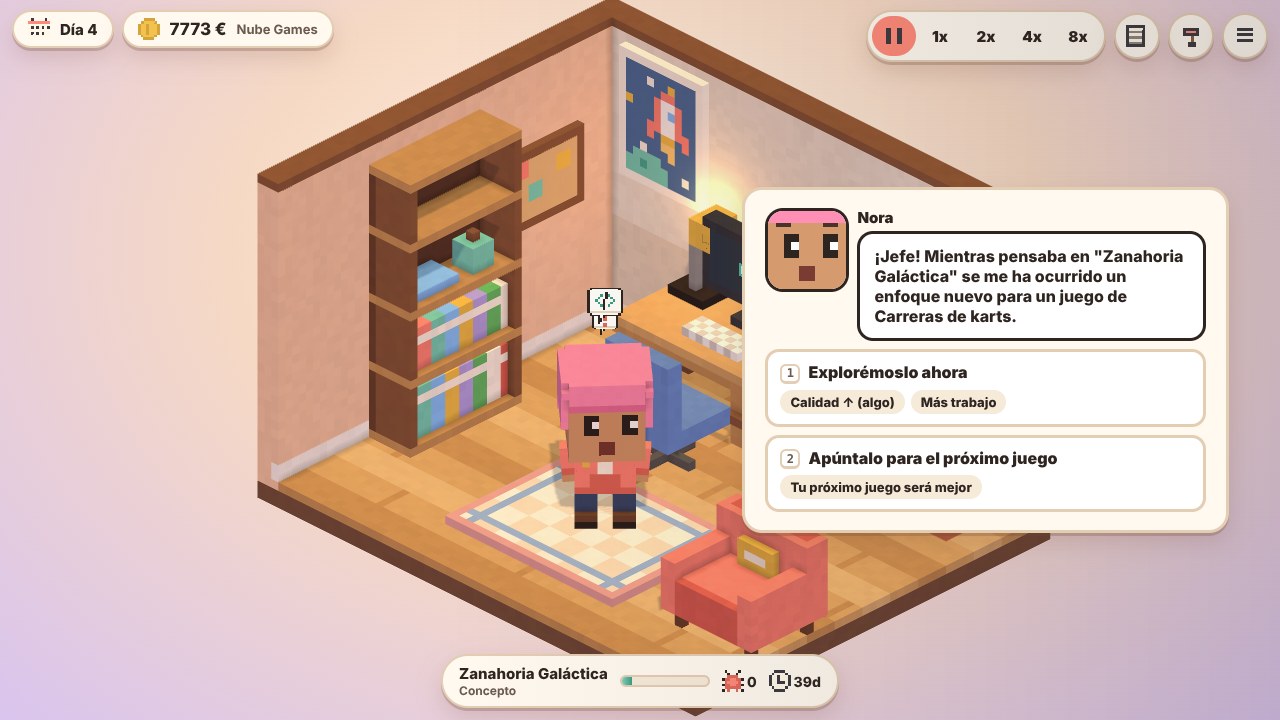 Día 4
7773 € Nube Games
1x 2x 4x 8x
Nora
¡Jefe! Mientras pensaba en "Zanahoria
Galáctica" se me ha ocurrido un
enfoque nuevo para un juego de
Carreras de karts.
1 Explorémoslo ahora
Calidad ↑ (algo) Más trabajo
2 Apúntalo para el próximo juego
Tu próximo juego será mejor
Zanahoria Galáctica
Concepto
0 39d